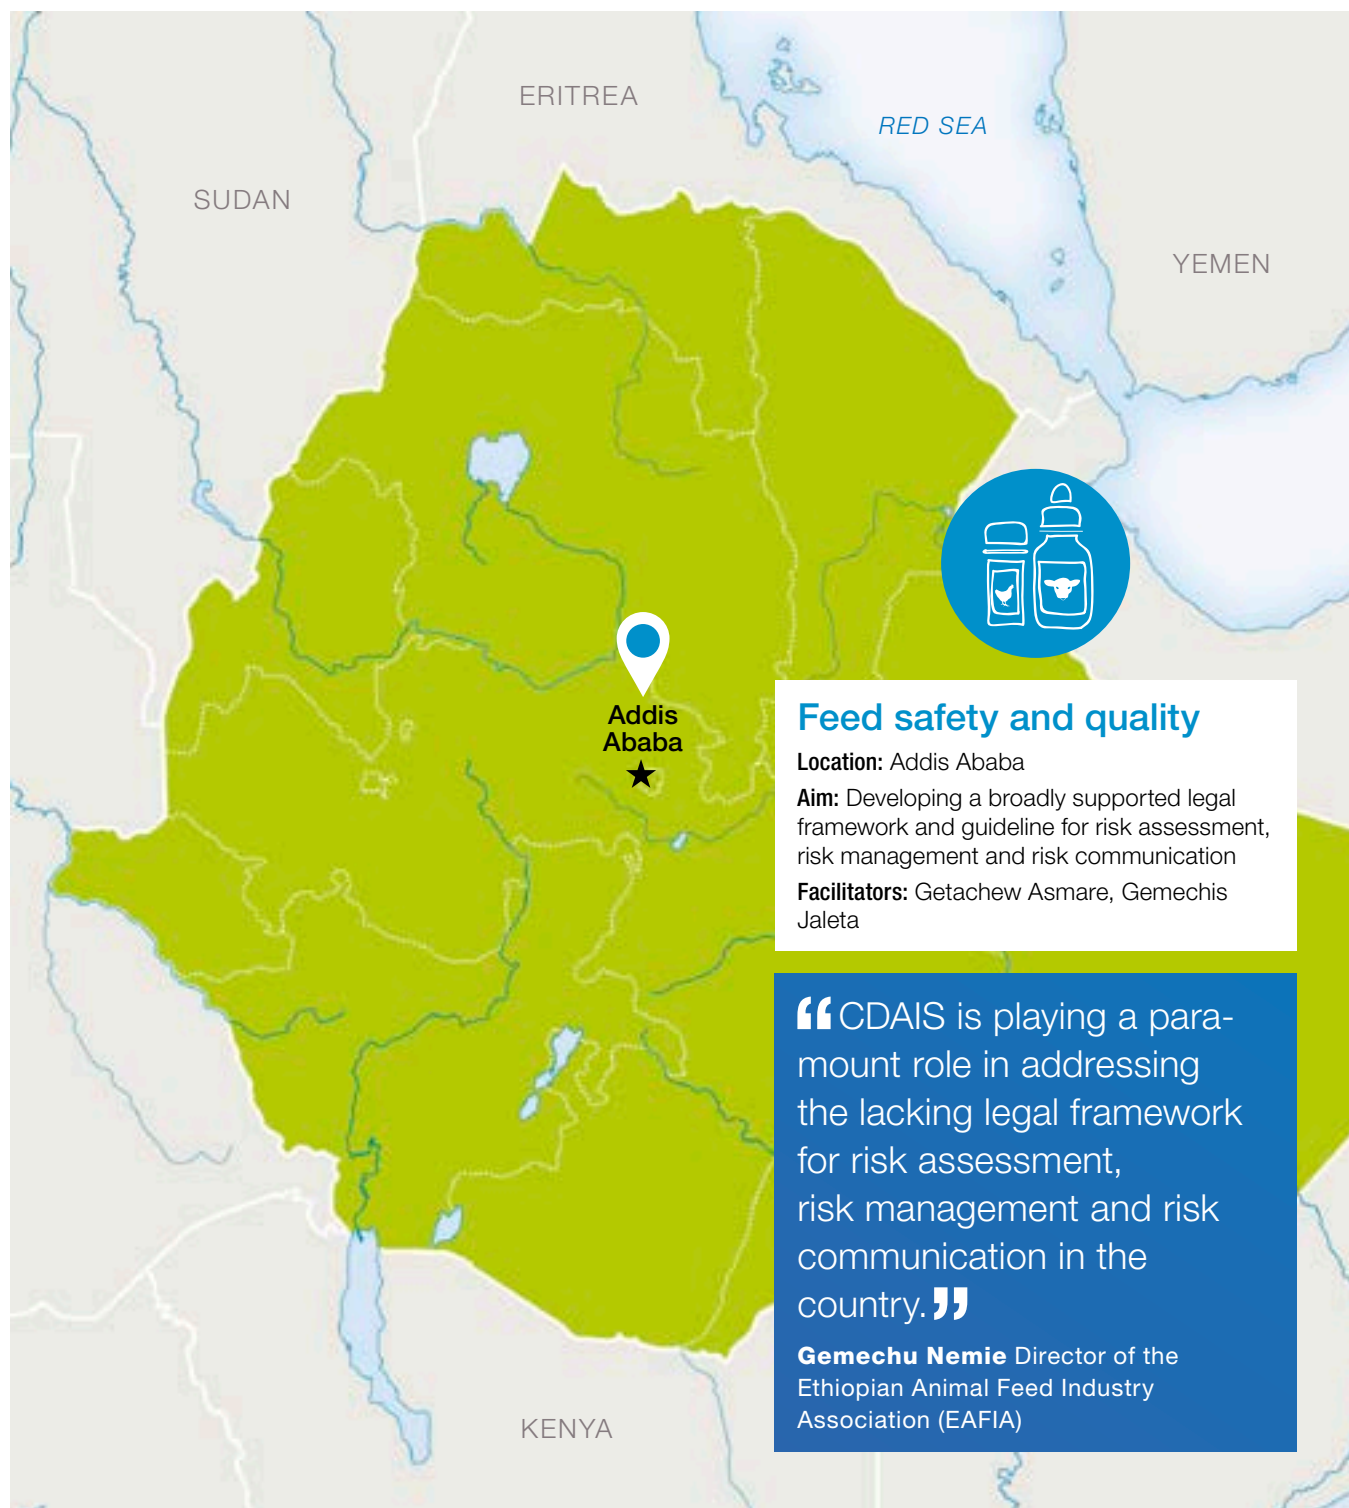 ERITREA
RED SEA
SUDAN
YEMEN
Addis
Ababa
Feed safety and quality
Location: Addis Ababa
Aim: Developing a broadly supported legal
framework and guideline for risk assessment,
risk management and risk communication
Facilitators: Getachew Asmare, Gemechis
Jaleta
“CDAIS is playing a para-
mount role in addressing
the lacking legal framework
for risk assessment,
risk management and risk
communication in the
country.”
Gemechu Nemie Director of the
Ethiopian Animal Feed Industry
Association (EAFIA)
KENYA